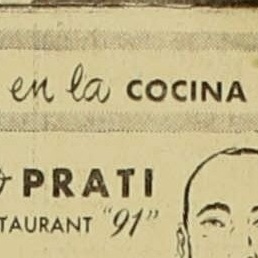 en la COCINA
PRATI
TAURANT "91"